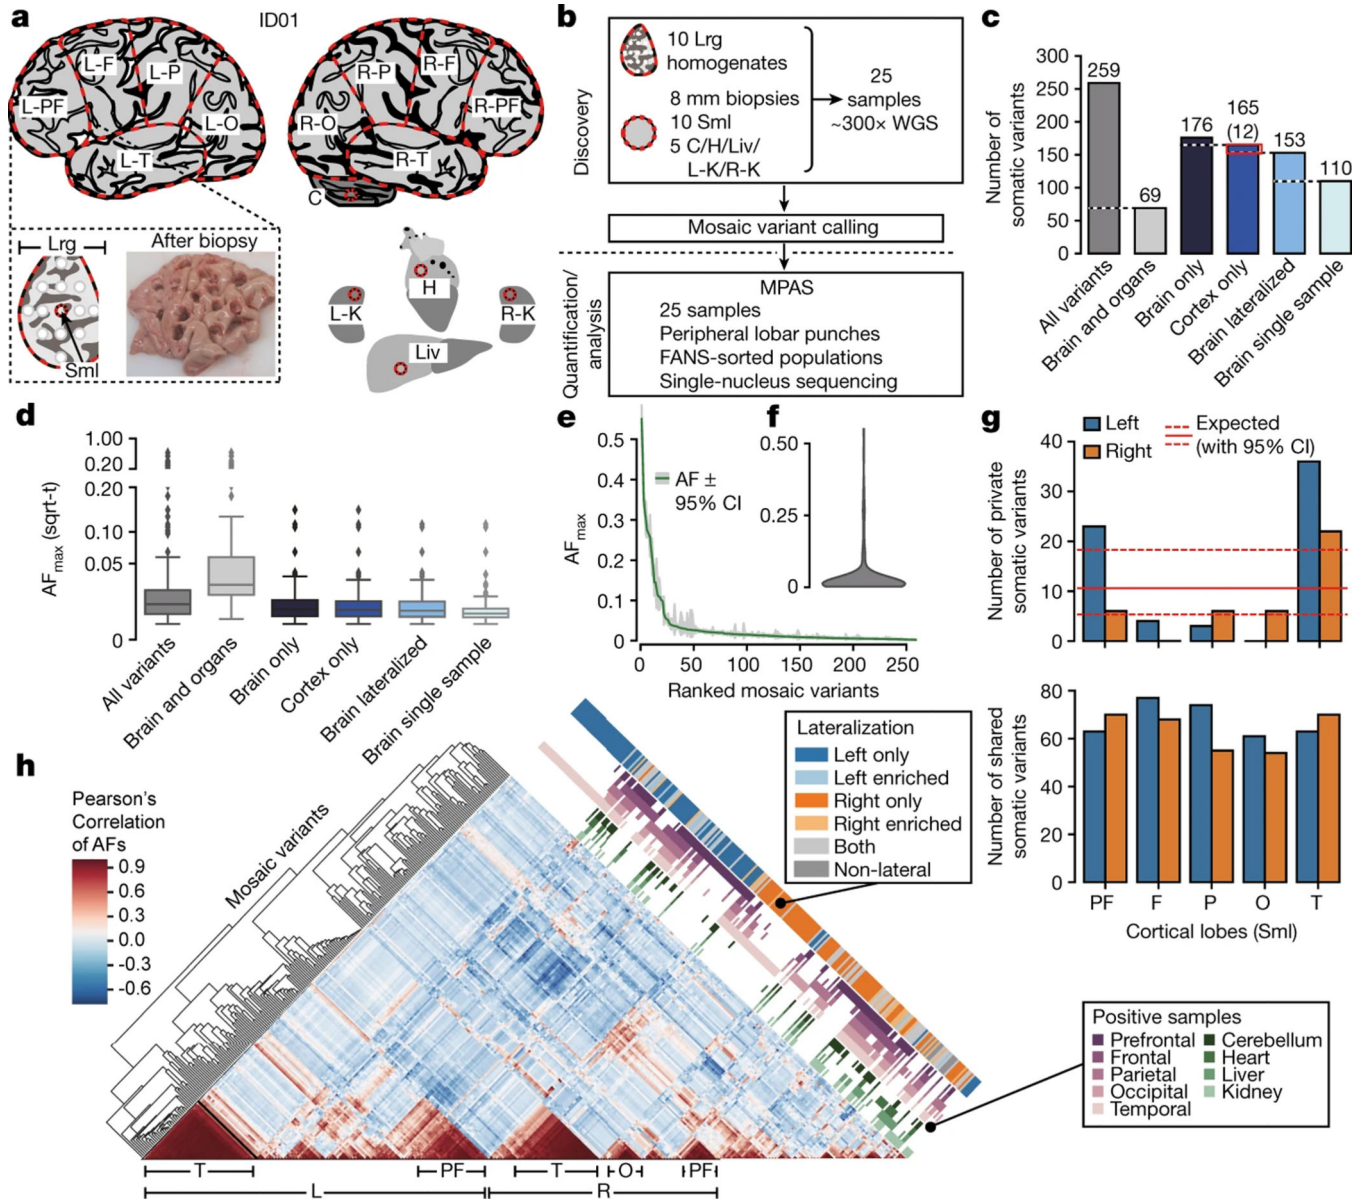 a
ID01
L-F
L-P
L-PF
L-O
L-T
R-P
R-F
R-PF
R-O
R-T
C
Lrg
After biopsy
Sml
H
L-K
R-K
Liv
b
Discovery
10 Lrg
homogenates
8 mm biopsies
10 Sml
5 C/H/Liv/
L-K/R-K
25
samples
~300× WGS
Mosaic variant calling
Quantification/
analysis
MPAS
25 samples
Peripheral lobar punches
FANS-sorted populations
Single-nucleus sequencing
c
Number of
somatic variants
300
250
200
150
100
50
0
259
69
176
165
(12)
153
110
All variants
Brain and organs
Brain only
Cortex only
Brain lateralized
Brain single sample
d
AFmax (sqrt-t)
1.00
0.20
0.20
0.10
0.05
0
All variants
Brain and organs
Brain only
Cortex only
Brain lateralized
Brain single sample
e
AFmax
0.5
0.4
0.3
0.2
0.1
0
AF ±
95% CI
0 50 100 150 200 250
Ranked mosaic variants
f
0.50
0.25
0
g
Left
Right
Expected
(with 95% CI)
Number of private
somatic variants
40
30
20
10
0
Number of shared
somatic variants
80
60
40
20
0
PF F P O T
Cortical lobes (Sml)
h
Pearson's
Correlation
of AFs
0.9
0.6
0.3
0.0
-0.3
-0.6
Mosaic variants
Lateralization
Left only
Left enriched
Right only
Right enriched
Both
Non-lateral
Positive samples
Prefrontal
Frontal
Parietal
Occipital
Temporal
Cerebellum
Heart
Liver
Kidney
T PF T O PF
L R